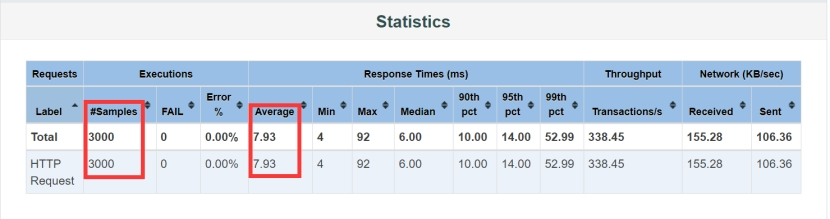 Statistics
Requests Executions Response Times (ms) Throughput Network (KB/sec)
Label #Samples FAIL Error % Average Min Max Median 90th pct 95th pct 99th pct Transactions/s Received Sent
Total 3000 0 0.00% 7.93 4 92 6.00 10.00 14.00 52.99 338.45 155.28 106.36
HTTP Request 3000 0 0.00% 7.93 4 92 6.00 10.00 14.00 52.99 338.45 155.28 106.36